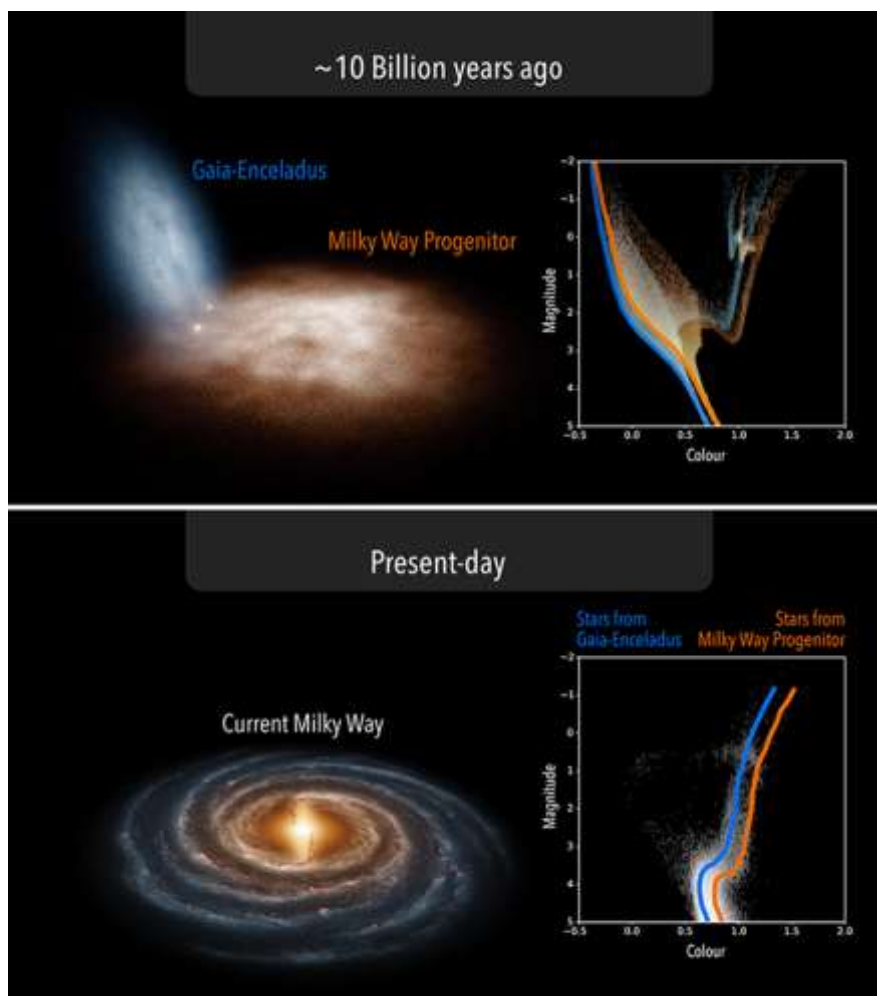 ~10 Billion years ago
Gaia-Enceladus
Milky Way Progenitor
Magnitude
−2
−1
0
1
2
3
4
5
−0.5
0.0
0.5
1.0
1.5
2.0
Colour
Present-day
Stars from
Gaia-Enceladus
Stars from
Milky Way Progenitor
Current Milky Way
Magnitude
−2
−1
0
1
2
3
4
5
−0.5
0.0
0.5
1.0
1.5
2.0
Colour